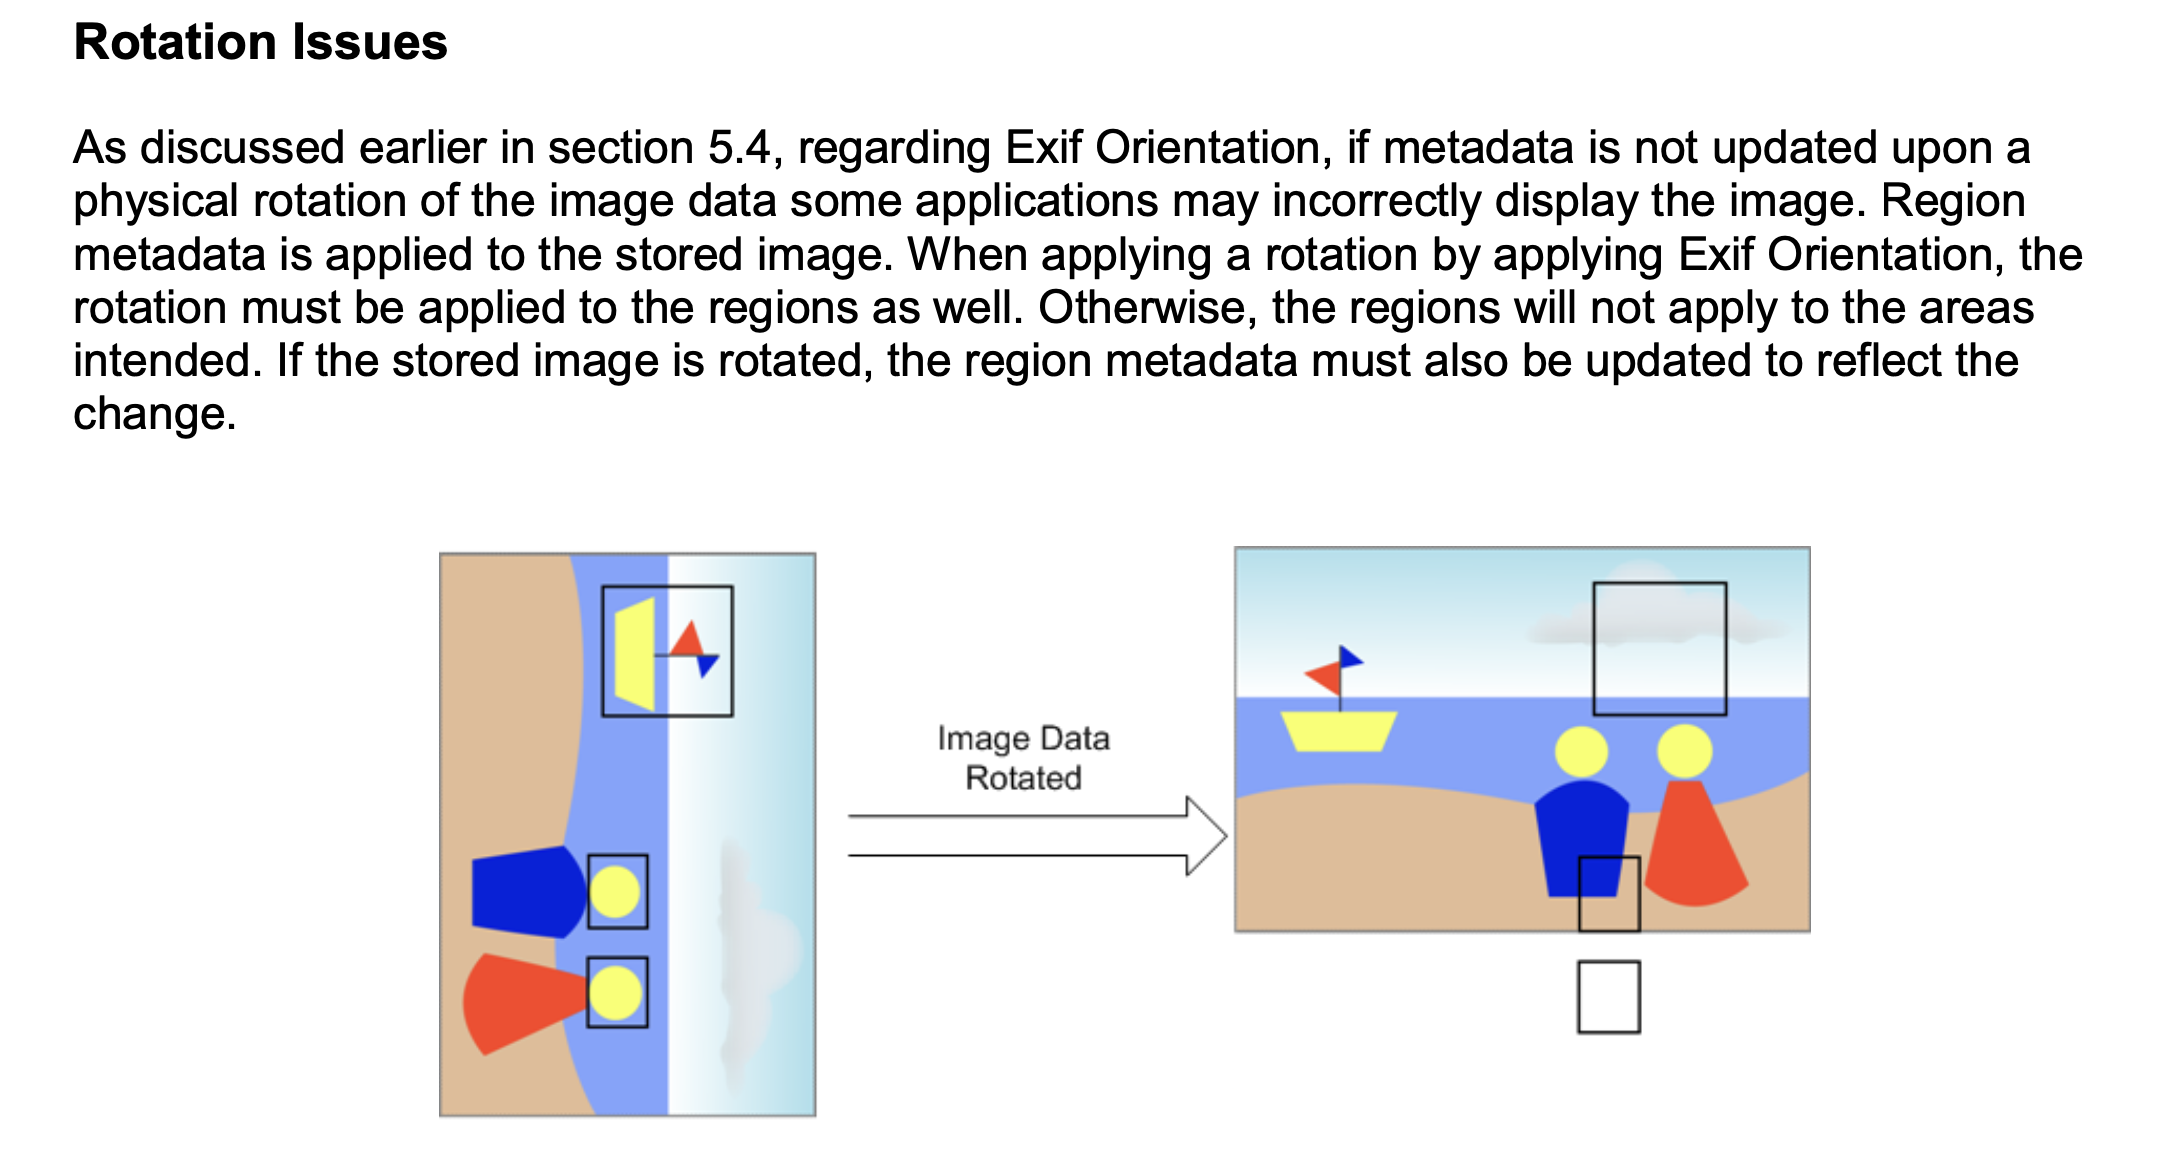 Rotation Issues
As discussed earlier in section 5.4, regarding Exif Orientation, if metadata is not updated upon a
physical rotation of the image data some applications may incorrectly display the image. Region
metadata is applied to the stored image. When applying a rotation by applying Exif Orientation, the
rotation must be applied to the regions as well. Otherwise, the regions will not apply to the areas
intended. If the stored image is rotated, the region metadata must also be updated to reflect the
change.
Image Data
Rotated